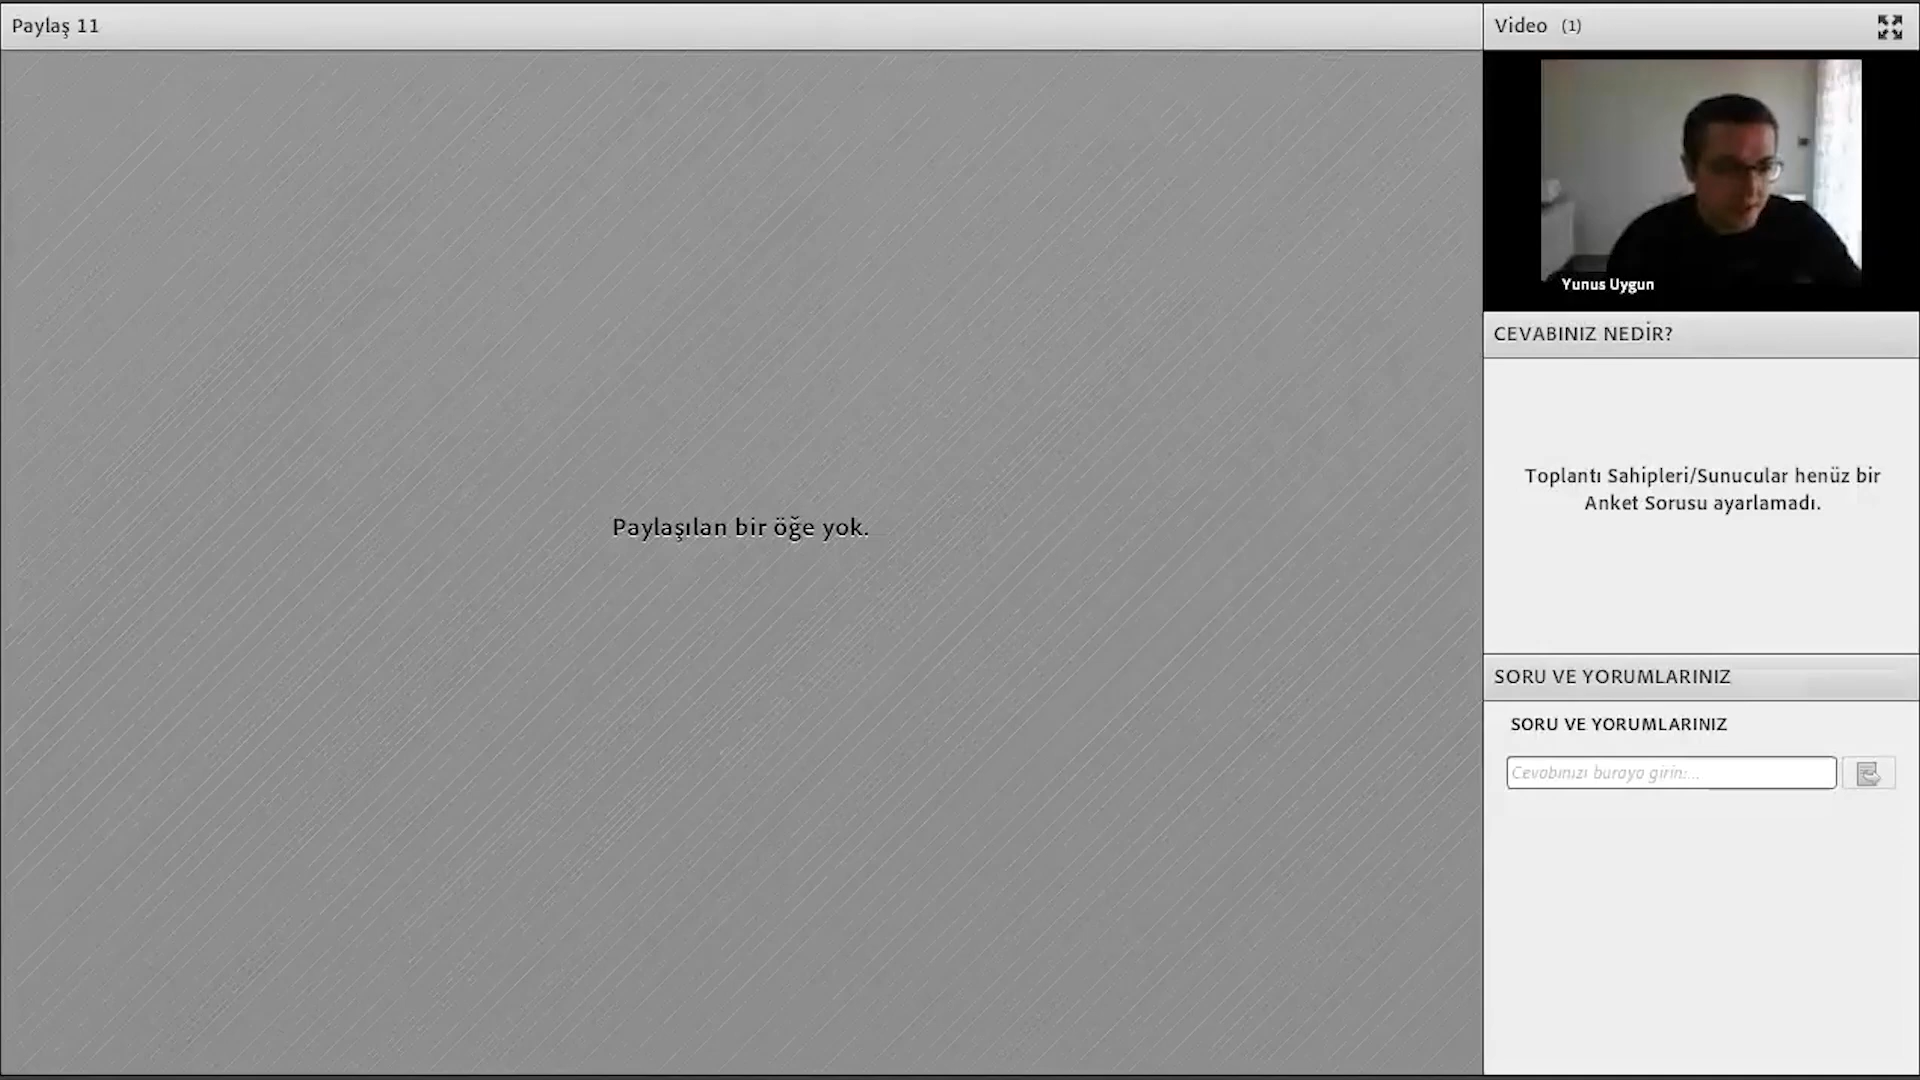 Paylaş 11
Paylaşılan bir öğe yok.
Video (1)
Yunus Uygun
CEVABINIZ NEDİR?
Toplantı Sahipleri/Sunucular henüz bir
Anket Sorusu ayarlamadı.
SORU VE YORUMLARINIZ
SORU VE YORUMLARINIZ
Cevabınızı buraya girin:...